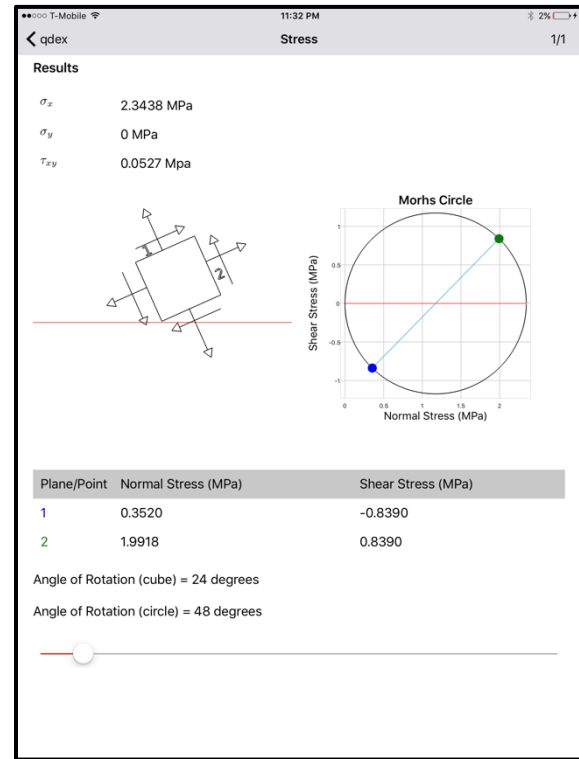 T-Mobile 11:32 PM 2%
qdex Stress 1/1
Results
σx 2.3438 MPa
σy 0 MPa
τxy 0.0527 Mpa
Morhs Circle
1
2
Shear Stress (MPa)
1
0.5
0
-0.5
-1
0 0.5 1 1.5 2
Normal Stress (MPa)
Plane/Point Normal Stress (MPa) Shear Stress (MPa)
1 0.3520 -0.8390
2 1.9918 0.8390
Angle of Rotation (cube) = 24 degrees
Angle of Rotation (circle) = 48 degrees